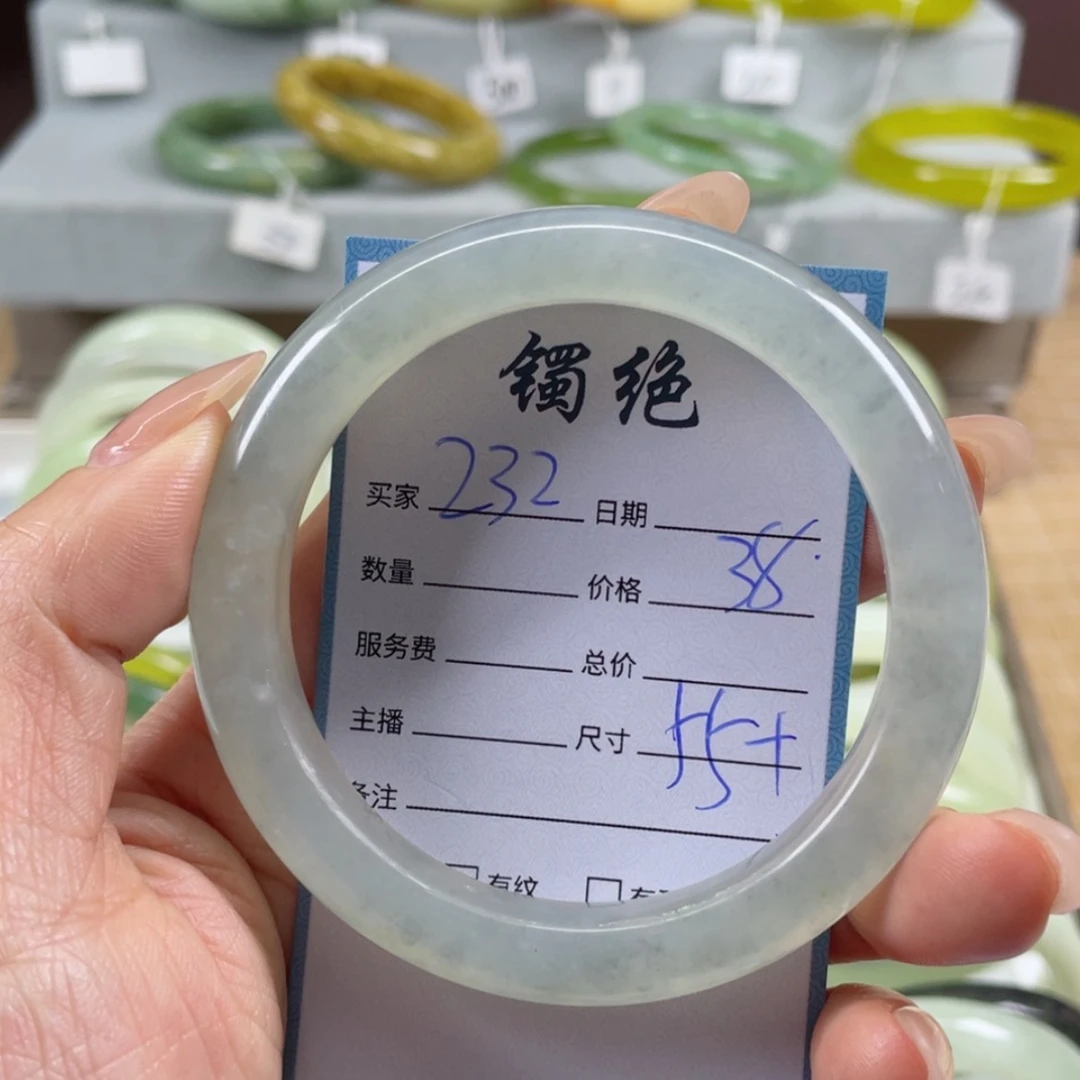 镯绝
买家 232 日期
数量 价格 38
服务费 总价
主播 尺寸 55+
备注
有纹 有